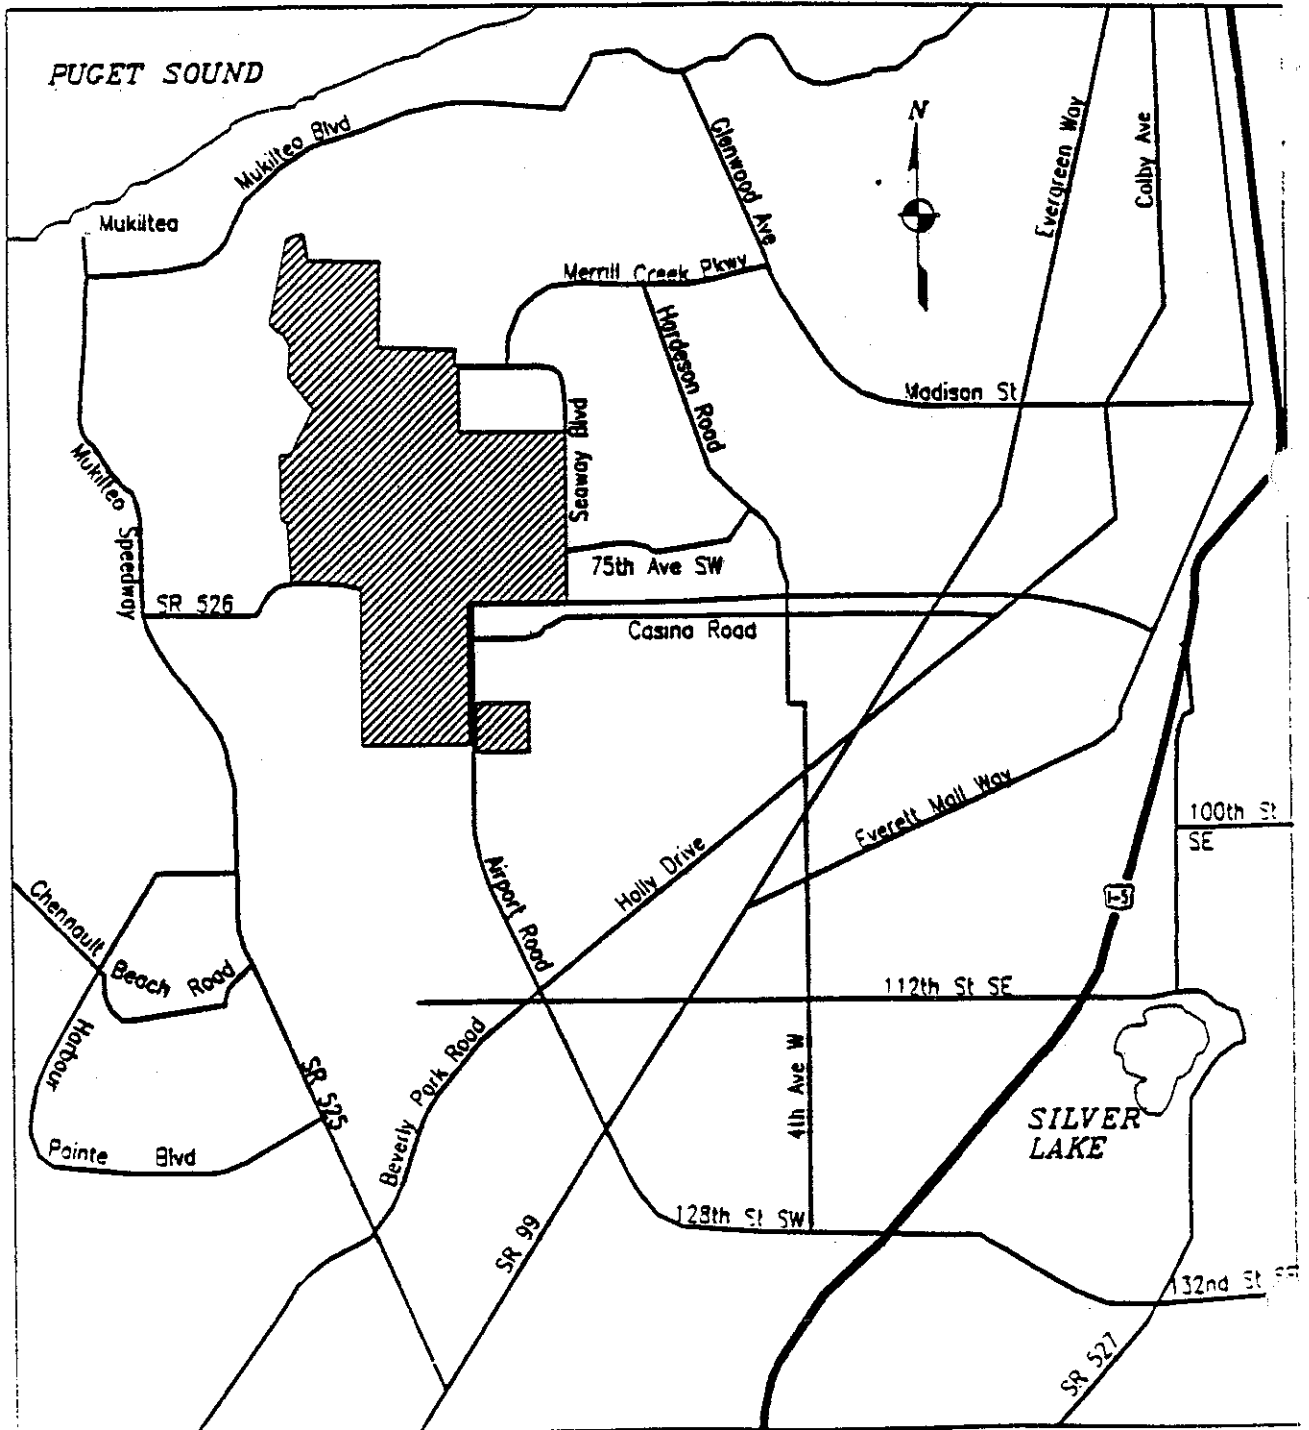 PUGET SOUND
Mukilteo Blvd
Mukilteo
Glenwood Ave
N
Evergreen Way
Colby Ave
Merrill Creek Pkwy
Hardeson Road
Madison St
Mukilteo Speedway
Seaway Blvd
75th Ave SW
SR 526
Casino Road
Everett Mall Way
100th St
SE
Holly Drive
Airport Road
I-5
Chennault
Beach Road
112th St SE
Harbour
Pointe Blvd
SR 525
Beverly Park Road
4th Ave W
SILVER
LAKE
128th St SW
SR 99
132nd St SE
SR 527